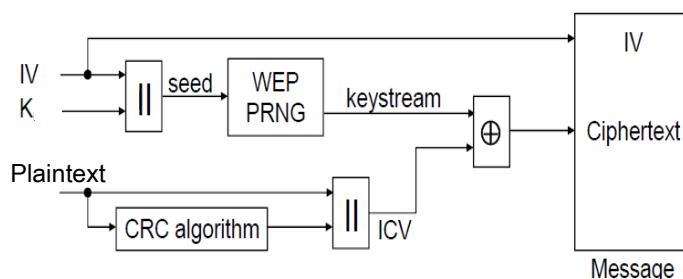 IV
IV
K
||
seed
WEP
PRNG
keystream
⊕
Ciphertext
Plaintext
CRC algorithm
||
ICV
Message